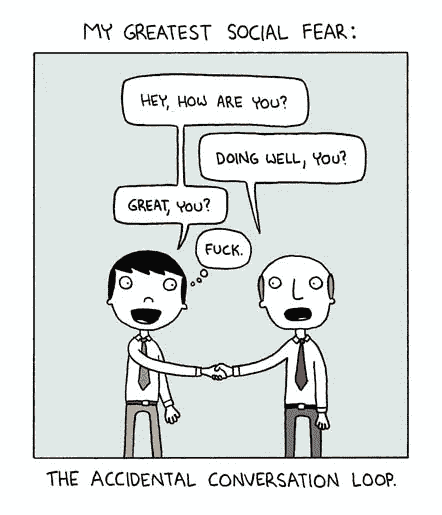 MY GREATEST SOCIAL FEAR:
HEY, HOW ARE YOU?
DOING WELL, YOU?
GREAT, YOU?
FUCK.
THE ACCIDENTAL CONVERSATION LOOP.